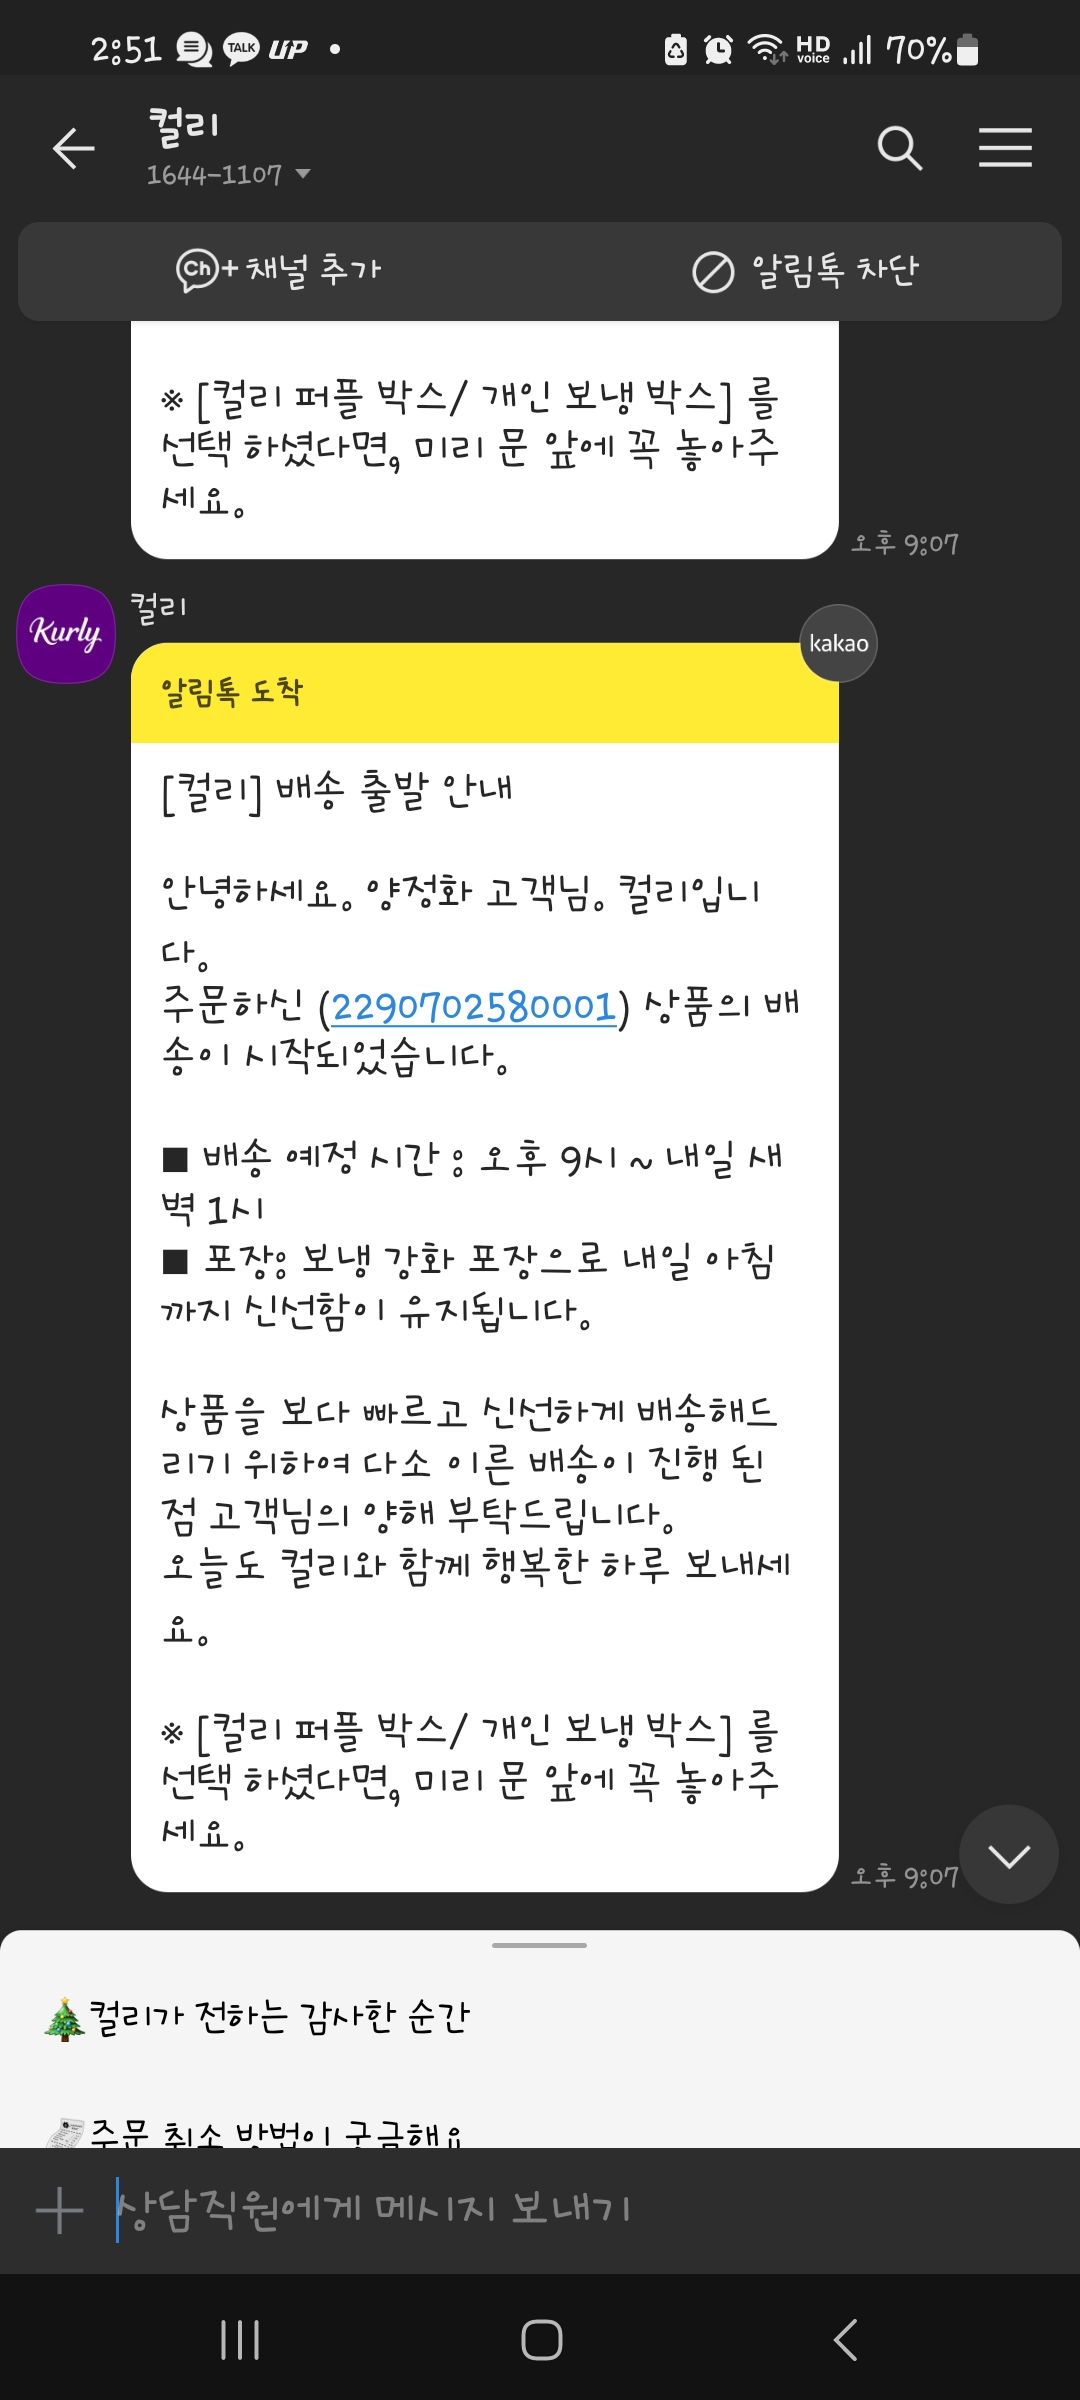 2:51 TALK UP HD voice 70%
컬리
1644-1107
Ch+ 채널 추가
알림톡 차단
※ [컬리 퍼플 박스/ 개인 보냉 박스] 를
선택 하셨다면, 미리 문 앞에 꼭 놓아주
세요.
오후 9:07
Kurly
컬리
kakao
알림톡 도착
[컬리] 배송 출발 안내
안녕하세요. 양정화 고객님. 컬리입니
다.
주문하신 (2290702580001) 상품의 배
송이 시작되었습니다.
■ 배송 예정 시간 : 오후 9시 ~ 내일 새
벽 1시
■ 포장: 보냉 강화 포장으로 내일 아침
까지 신선함이 유지됩니다.
상품을 보다 빠르고 신선하게 배송해드
리기 위하여 다소 이른 배송이 진행 된
점 고객님의 양해 부탁드립니다.
오늘도 컬리와 함께 행복한 하루 보내세
요.
※ [컬리 퍼플 박스/ 개인 보냉 박스] 를
선택 하셨다면, 미리 문 앞에 꼭 놓아주
세요.
오후 9:07
🎄컬리가 전하는 감사한 순간
주문 취소 방법이 궁금해요
상담직원에게 메시지 보내기